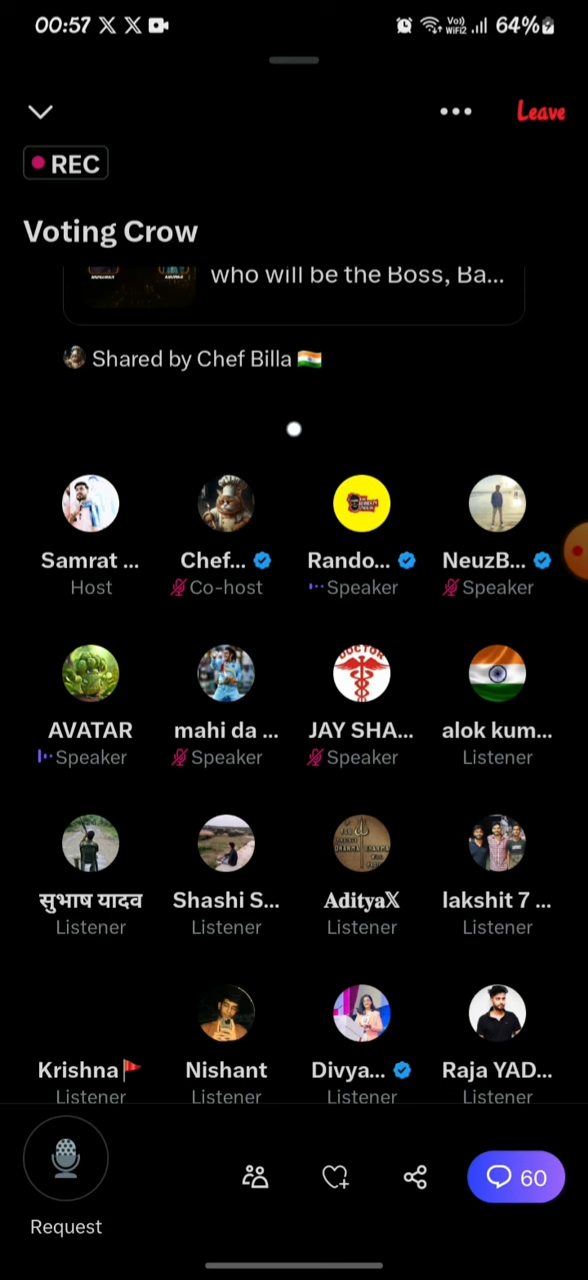 00:57 X X Vo)) WiFi2 64%
Leave
REC
Voting Crow
who will be the Boss, Ba...
Shared by Chef Billa 🇮🇳
Samrat ... Chef... Rando... NeuzB...
Host Co-host Speaker Speaker
AVATAR mahi da ... JAY SHA... alok kum...
Speaker Speaker Speaker Listener
सुभाष यादव Shashi S... 𝐀𝐝𝐢𝐭𝐲𝐚𝕏 lakshit 7 ...
Listener Listener Listener Listener
Krishna🚩 Nishant Divya... Raja YAD...
Listener Listener Listener Listener
60
Request